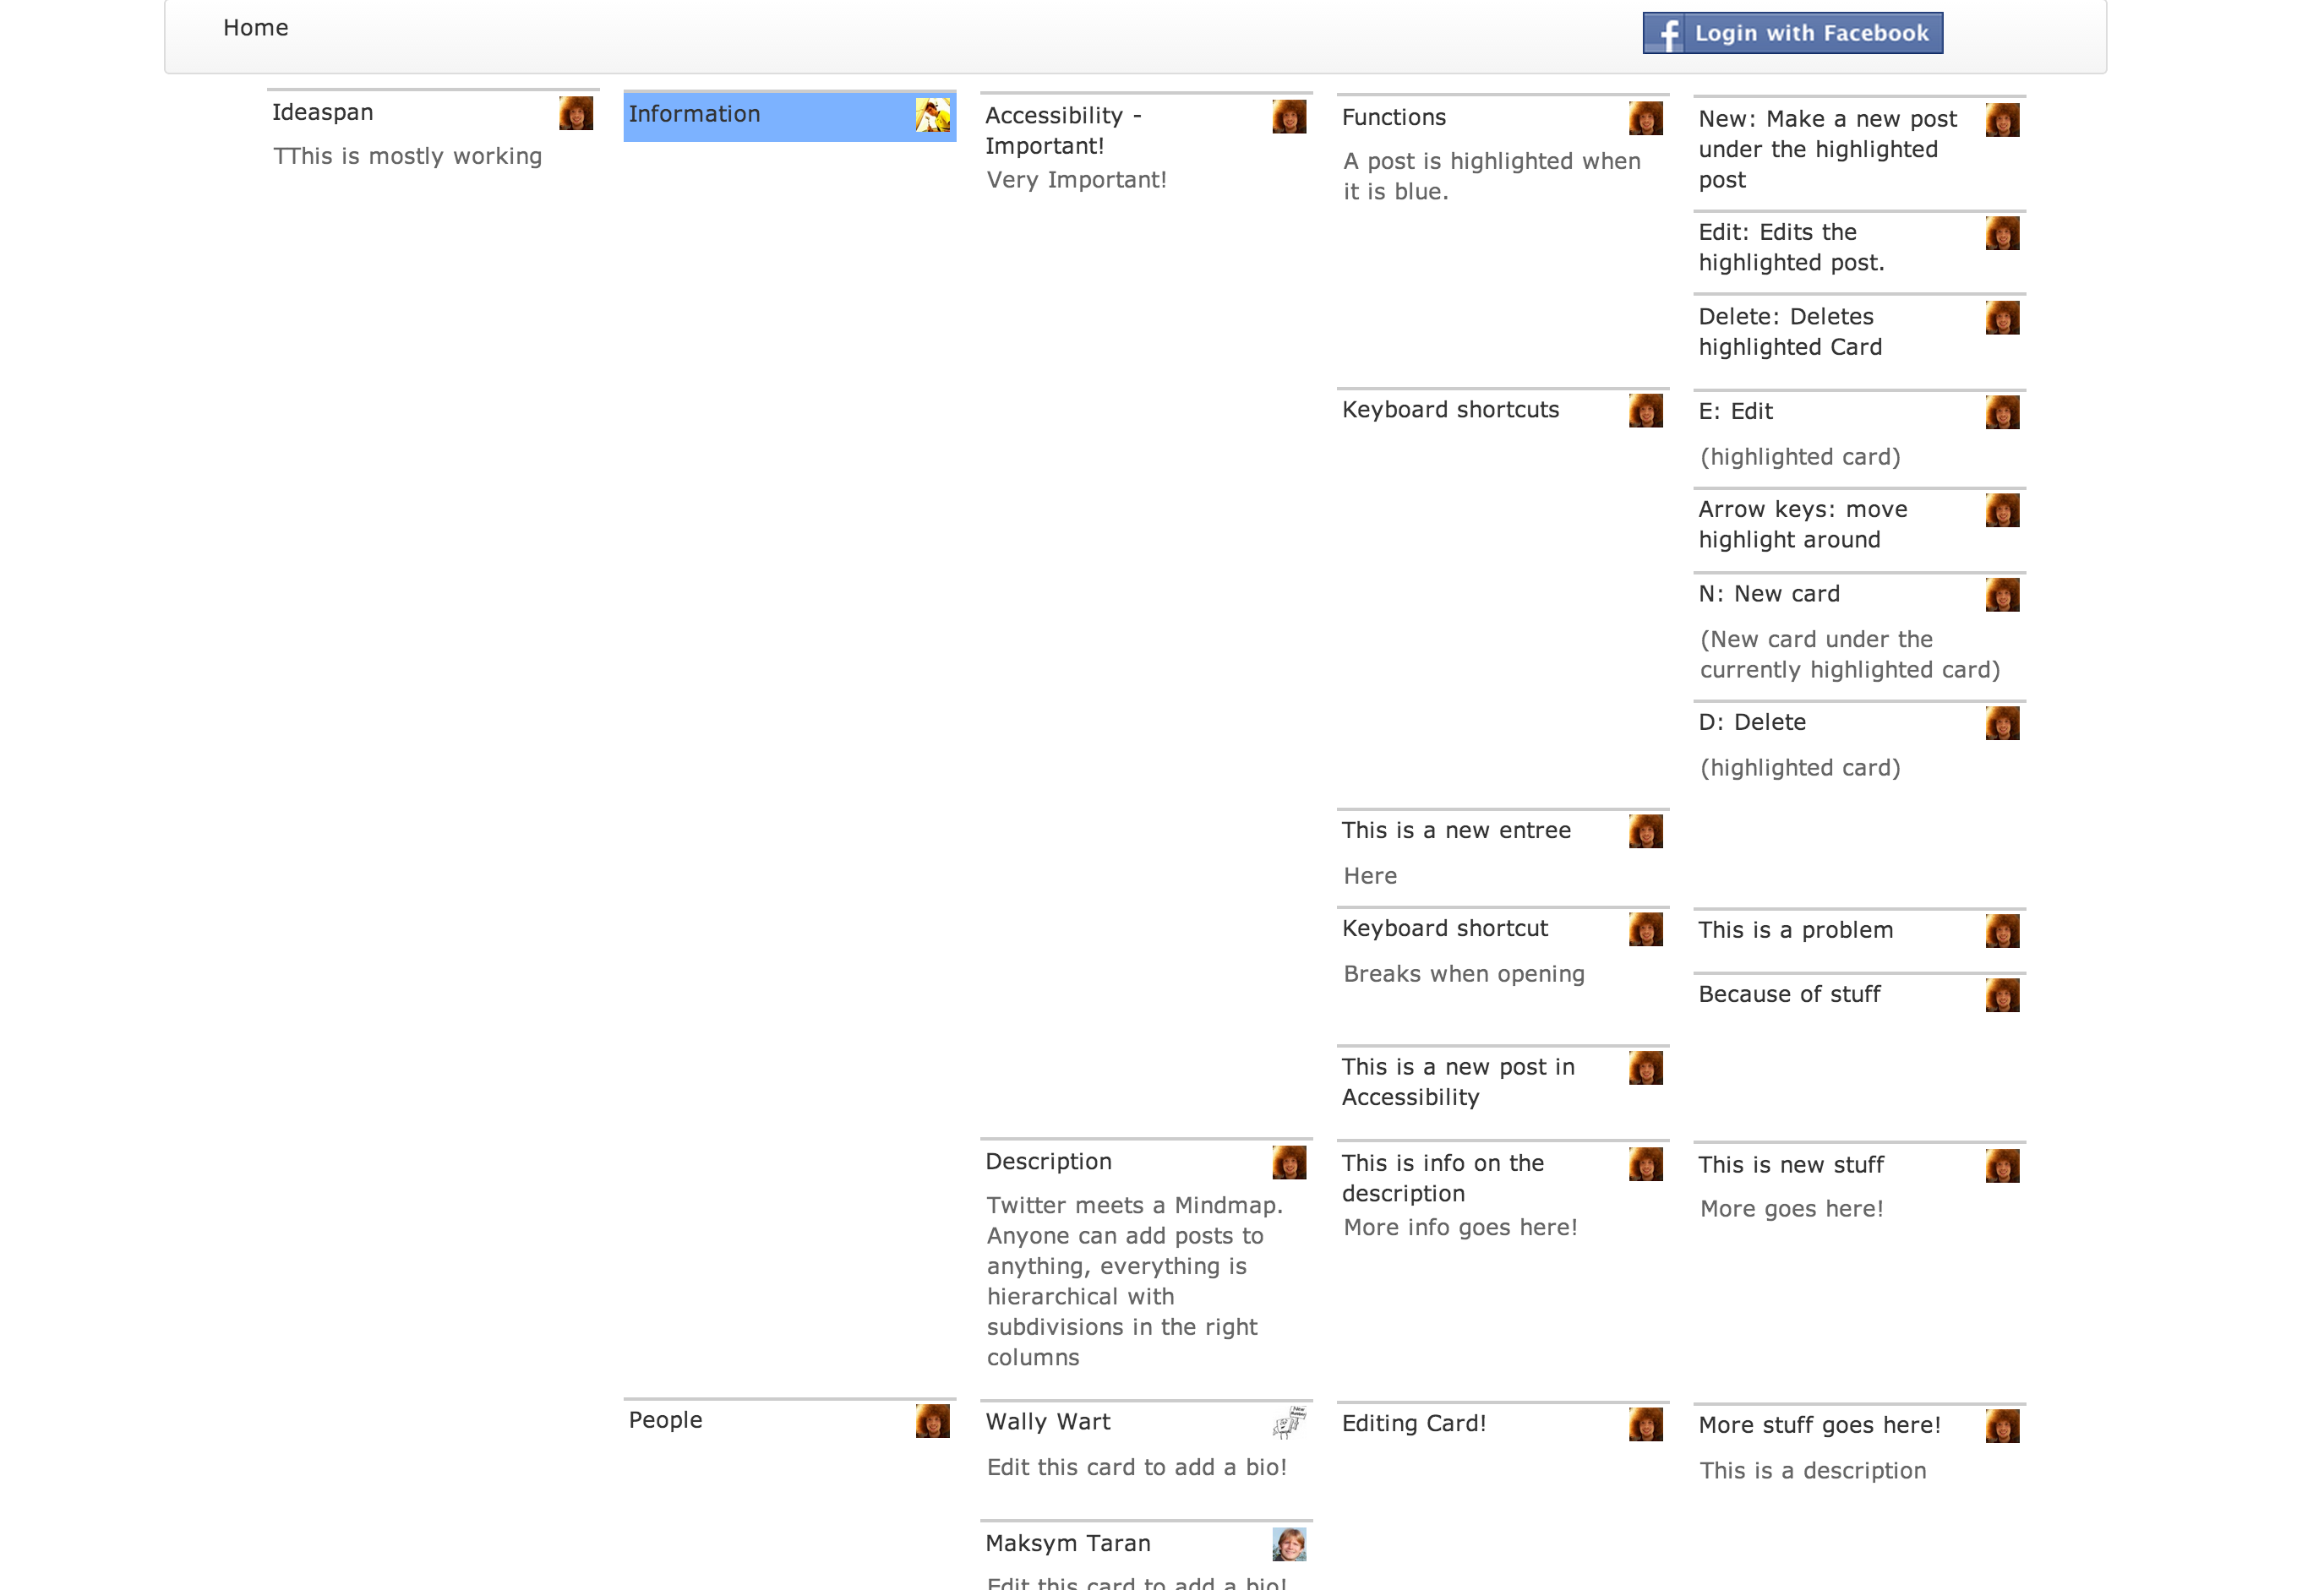 Home
Login with Facebook
Ideaspan
TThis is mostly working
Information
Accessibility -
Important!
Very Important!
Functions
A post is highlighted when
it is blue.
New: Make a new post
under the highlighted
post
Edit: Edits the
highlighted post.
Delete: Deletes
highlighted Card
Keyboard shortcuts
E: Edit
(highlighted card)
Arrow keys: move
highlight around
N: New card
(New card under the
currently highlighted card)
D: Delete
(highlighted card)
This is a new entree
Here
Keyboard shortcut
Breaks when opening
This is a problem
Because of stuff
This is a new post in
Accessibility
Description
Twitter meets a Mindmap.
Anyone can add posts to
anything, everything is
hierarchical with
subdivisions in the right
columns
This is info on the
description
More info goes here!
This is new stuff
More goes here!
People
Wally Wart
Edit this card to add a bio!
Editing Card!
More stuff goes here!
This is a description
Maksym Taran
Edit this card to add a bio!